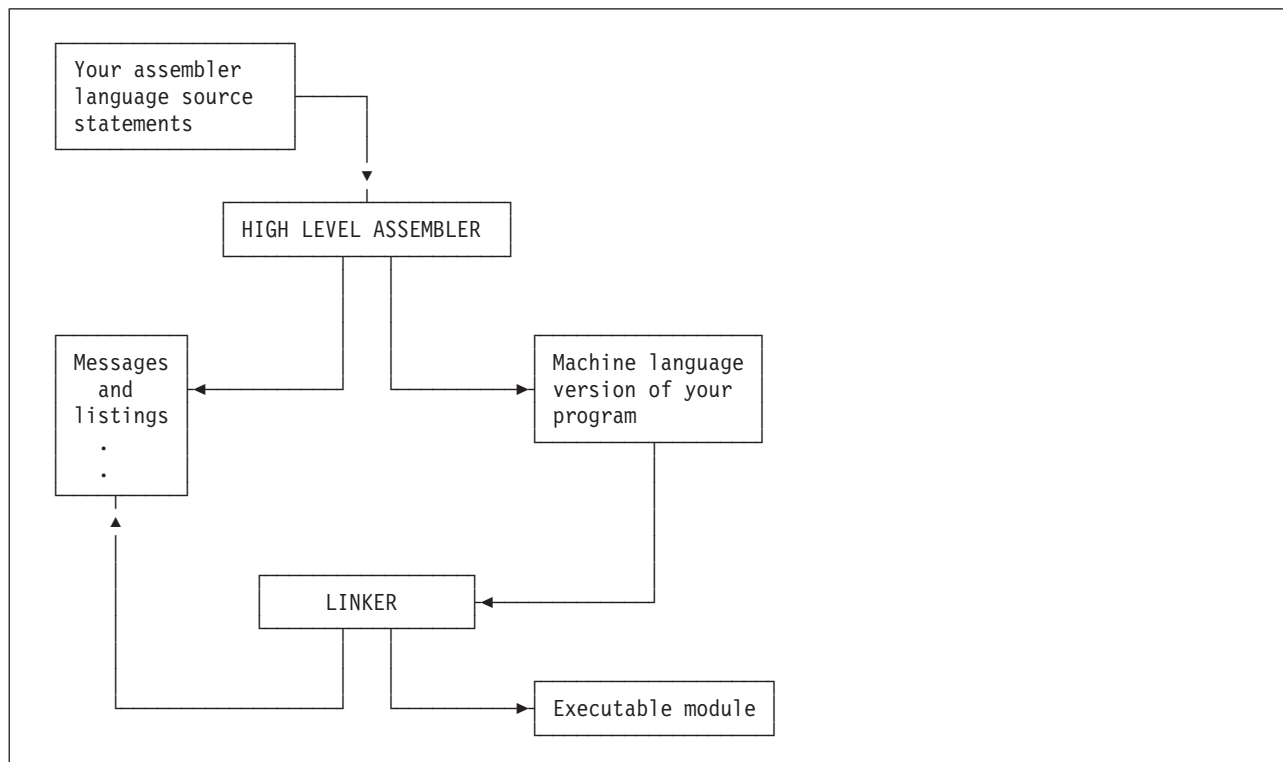 Your assembler
language source
statements
HIGH LEVEL ASSEMBLER
Messages
and
listings
.
.
Machine language
version of your
program
LINKER
Executable module